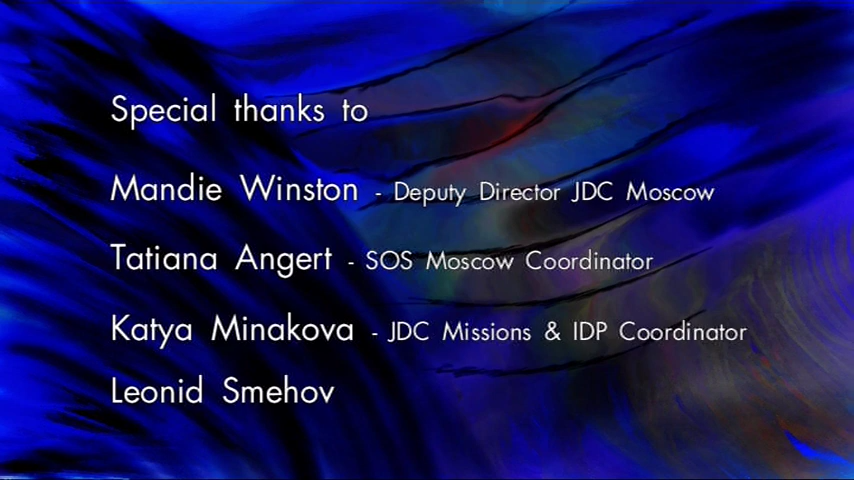 Special thanks to
Mandie Winston - Deputy Director JDC Moscow
Tatiana Angert - SOS Moscow Coordinator
Katya Minakova - JDC Missions & IDP Coordinator
Leonid Smehov